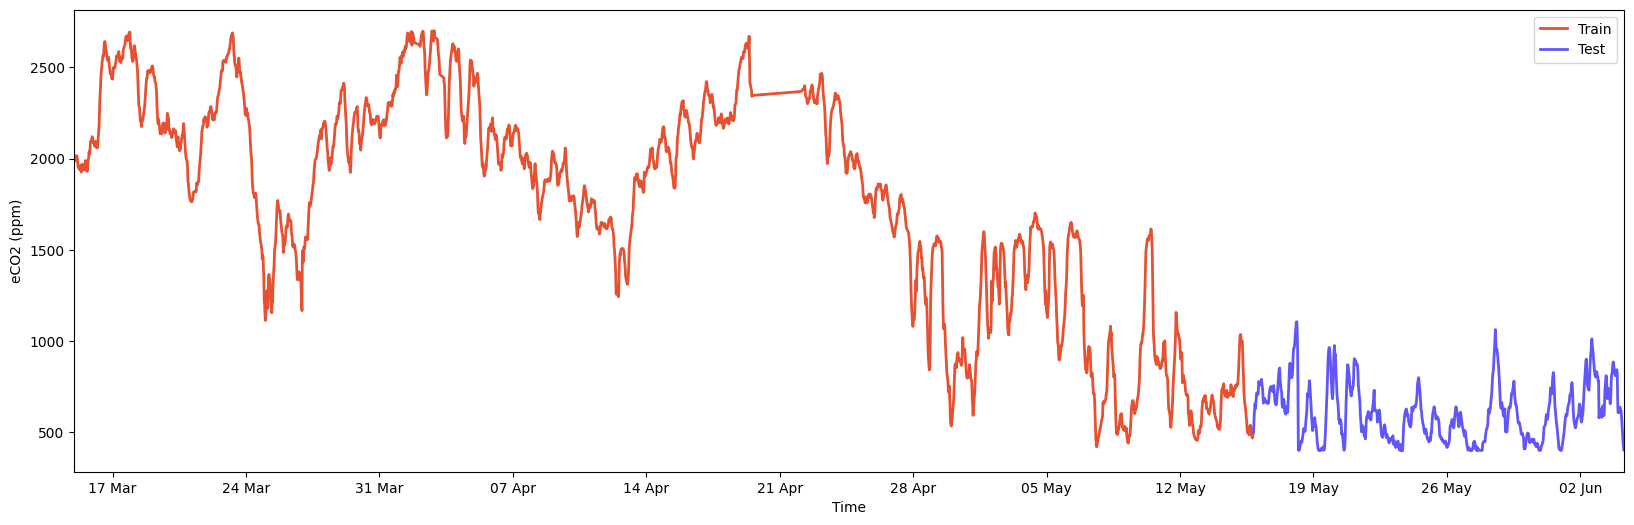 Train
Test
eCO2 (ppm)
2500
2000
1500
1000
500
17 Mar
24 Mar
31 Mar
07 Apr
14 Apr
21 Apr
28 Apr
05 May
12 May
19 May
26 May
02 Jun
Time